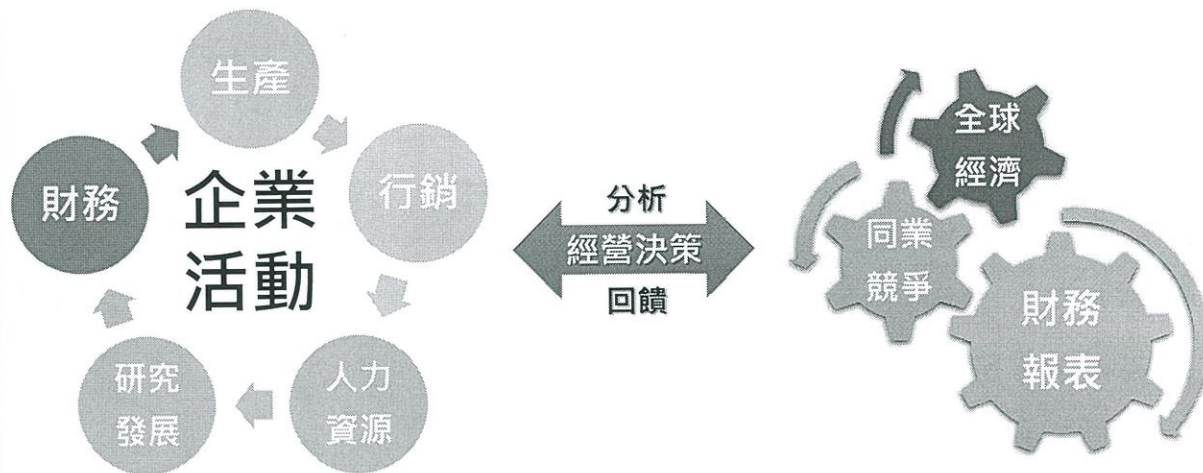 生產
行銷
人力
資源
研究
發展
財務
企業
活動
分析
經營決策
回饋
全球
經濟
同業
競爭
財務
報表